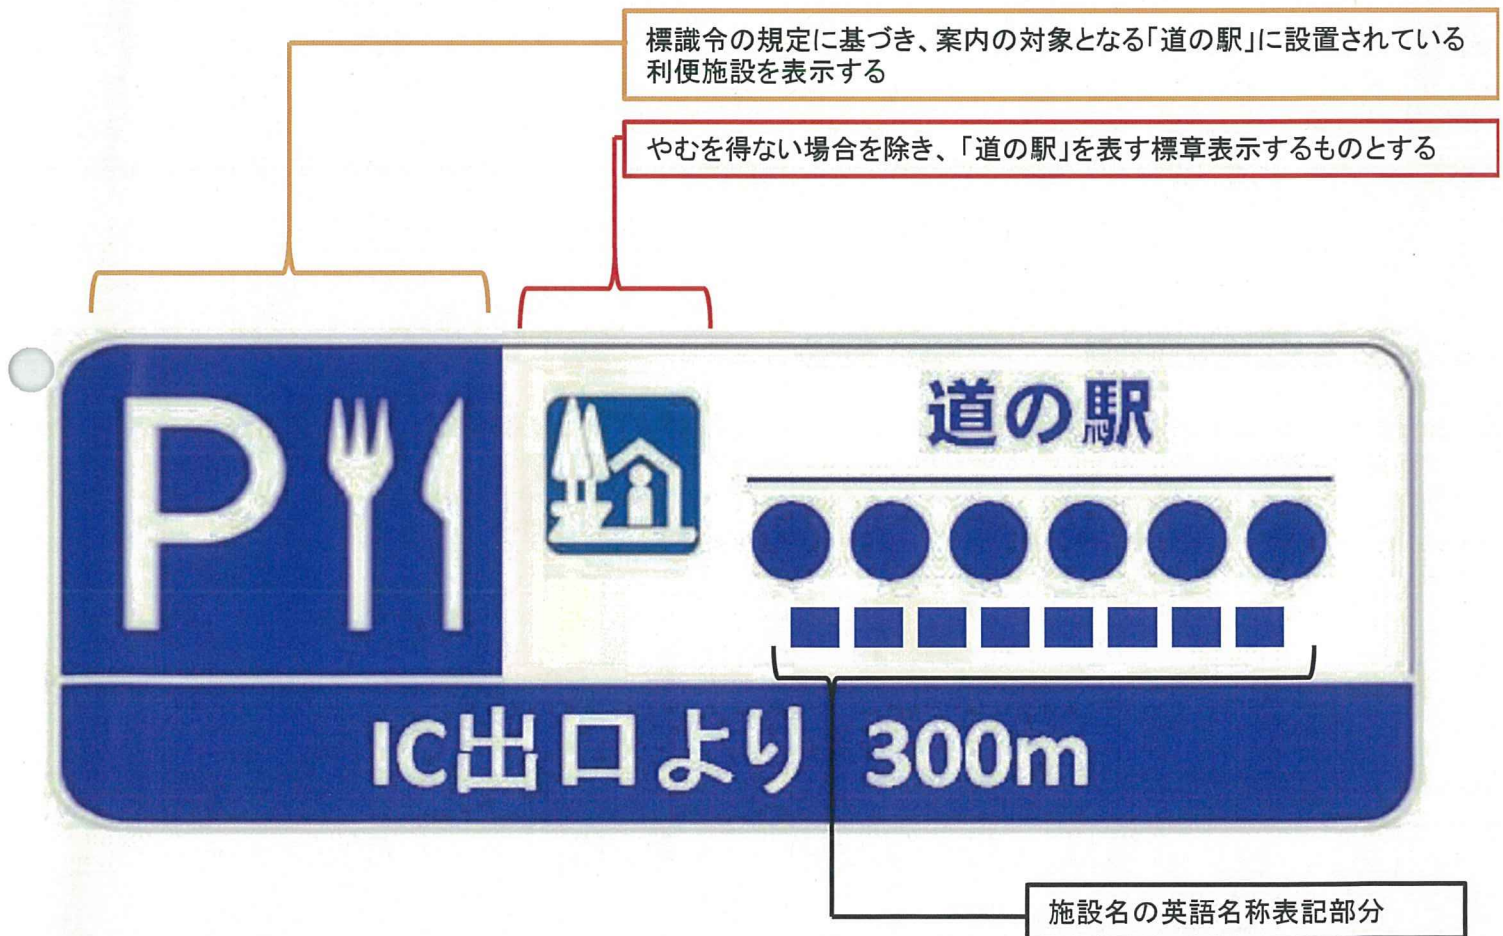 標識令の規定に基づき、案内の対象となる「道の駅」に設置されている
利便施設を表示する
やむを得ない場合を除き、「道の駅」を表す標章表示するものとする
P
道の駅
●●●●●●
■■■■■■■■
IC出口より 300m
施設名の英語名称表記部分